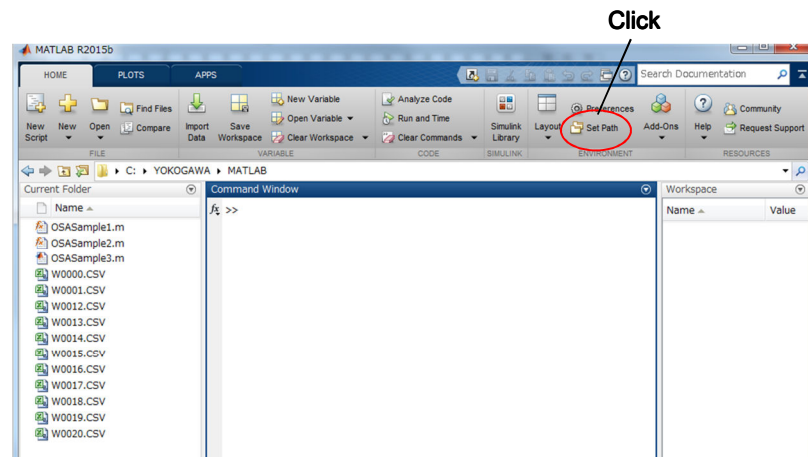 Click
MATLAB R2015b
HOME PLOTS APPS Search Documentation
New Script New Open Find Files Compare Import Data Save Workspace New Variable Open Variable Clear Workspace Analyze Code Run and Time Clear Commands Simulink Library Layout Preferences Set Path Add-Ons Help Community Request Support
FILE VARIABLE CODE SIMULINK ENVIRONMENT RESOURCES
C: YOKOGAWA MATLAB
Current Folder Command Window Workspace
Name fx >> Name Value
OSASample1.m
OSASample2.m
OSASample3.m
W0000.CSV
W0001.CSV
W0012.CSV
W0013.CSV
W0014.CSV
W0015.CSV
W0016.CSV
W0017.CSV
W0018.CSV
W0019.CSV
W0020.CSV